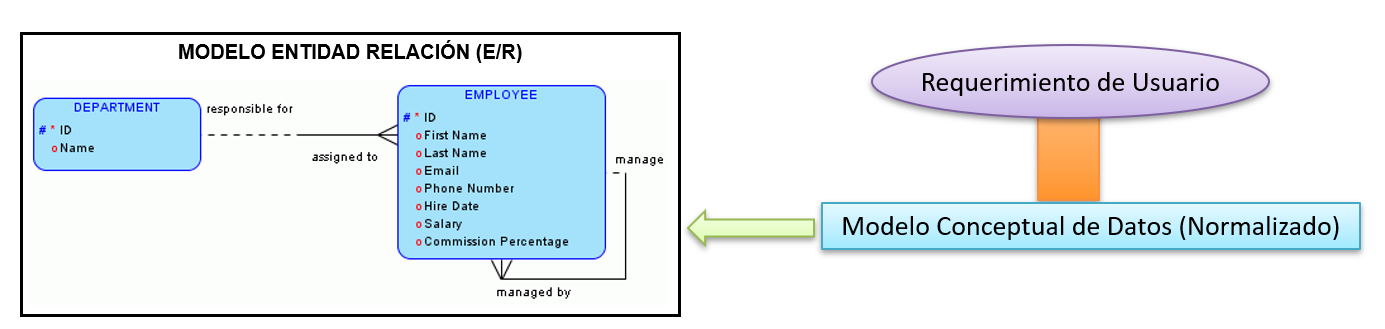 MODELO ENTIDAD RELACIÓN (E/R)
DEPARTMENT
# * ID
o Name
responsible for
assigned to
EMPLOYEE
# * ID
o First Name
o Last Name
o Email
o Phone Number
o Hire Date
o Salary
o Commission Percentage
manage
managed by
Requerimiento de Usuario
Modelo Conceptual de Datos (Normalizado)